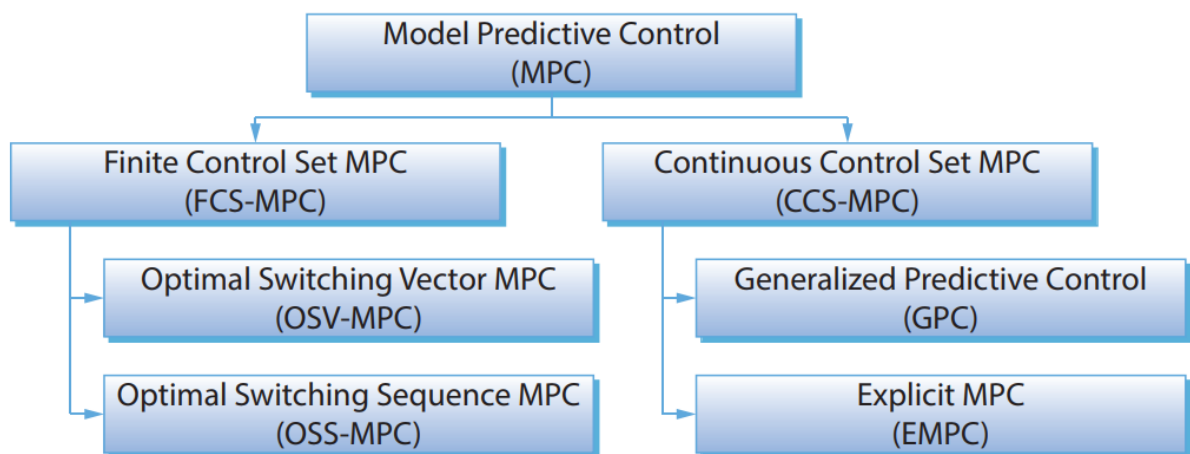 Model Predictive Control
(MPC)
Finite Control Set MPC
(FCS-MPC)
Continuous Control Set MPC
(CCS-MPC)
Optimal Switching Vector MPC
(OSV-MPC)
Generalized Predictive Control
(GPC)
Optimal Switching Sequence MPC
(OSS-MPC)
Explicit MPC
(EMPC)